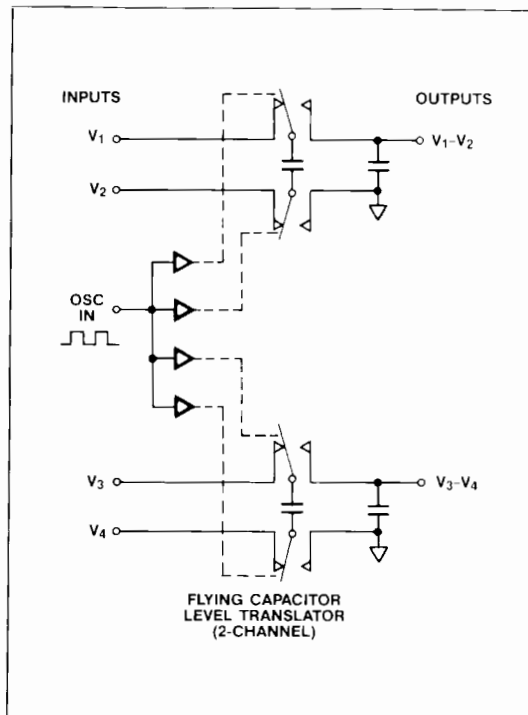 INPUTS
OUTPUTS
V1
V1-V2
V2
OSC
IN
V3
V3-V4
V4
FLYING CAPACITOR
LEVEL TRANSLATOR
(2-CHANNEL)